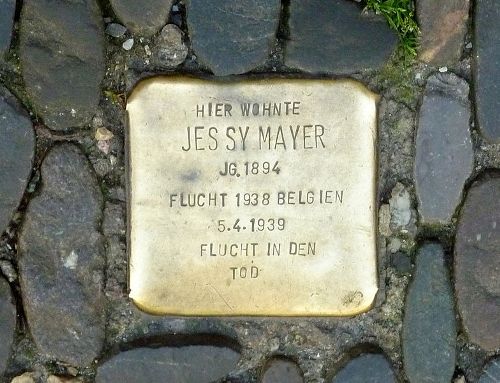 HIER WOHNTE
JESSY MAYER
JG. 1894
FLUCHT 1938 BELGIEN
5.4.1939
FLUCHT IN DEN
TOD